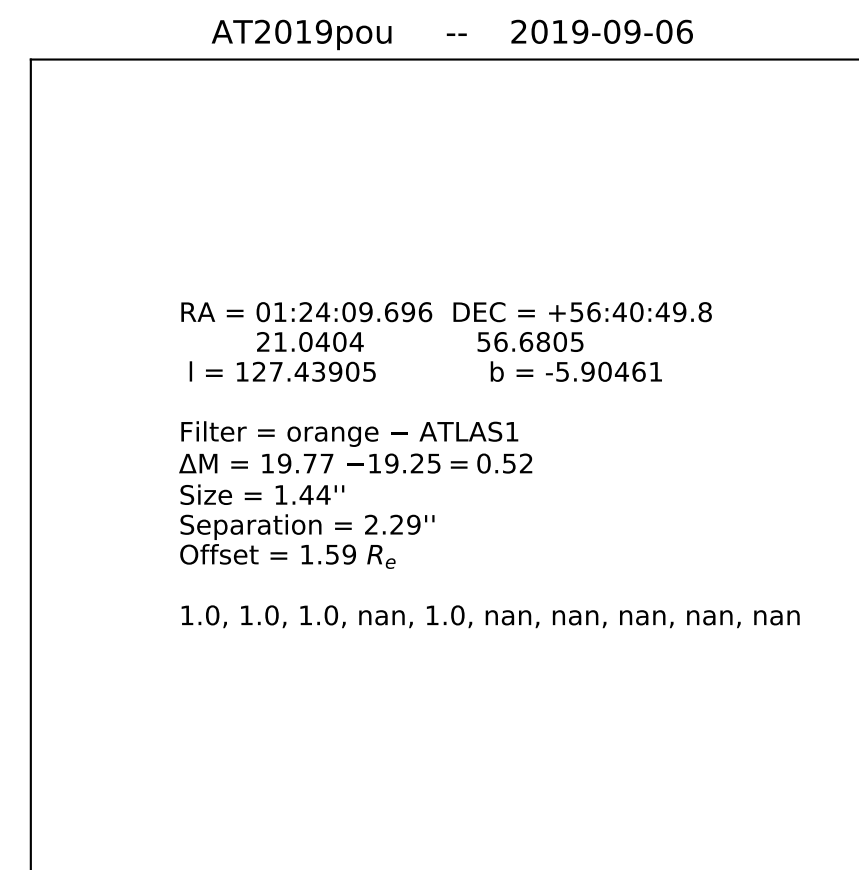 AT2019pou -- 2019-09-06
RA = 01:24:09.696 DEC = +56:40:49.8
21.0404 56.6805
l = 127.43905 b = -5.90461
Filter = orange − ATLAS1
ΔM = 19.77 −19.25 = 0.52
Size = 1.44''
Separation = 2.29''
Offset = 1.59 Rₑ
1.0, 1.0, 1.0, nan, 1.0, nan, nan, nan, nan, nan